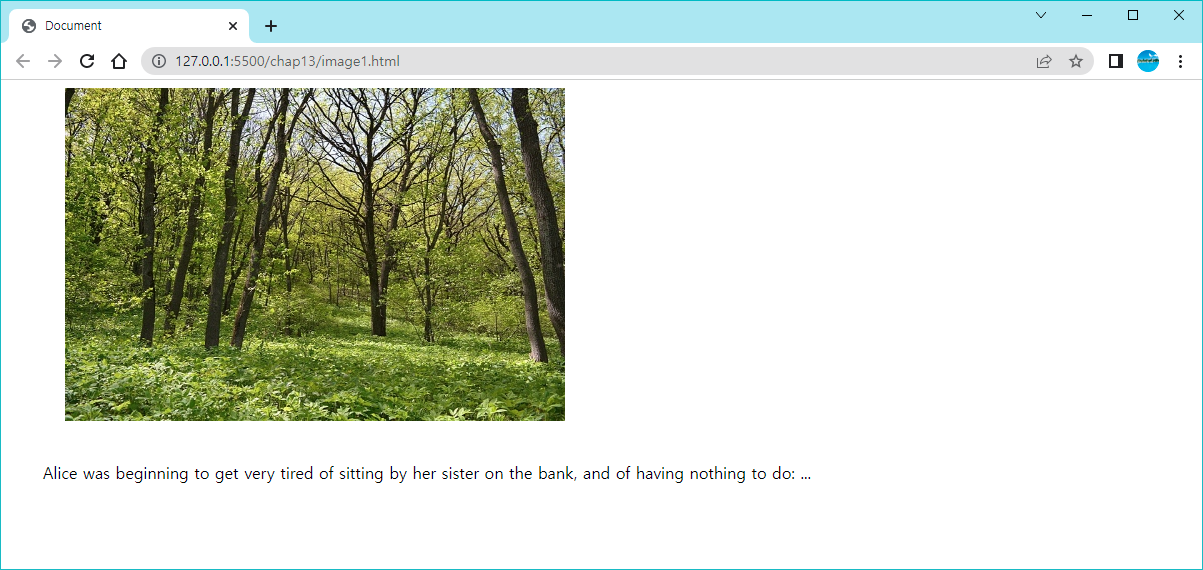 Document
127.0.0.1:5500/chap13/image1.html
Alice was beginning to get very tired of sitting by her sister on the bank, and of having nothing to do: ...